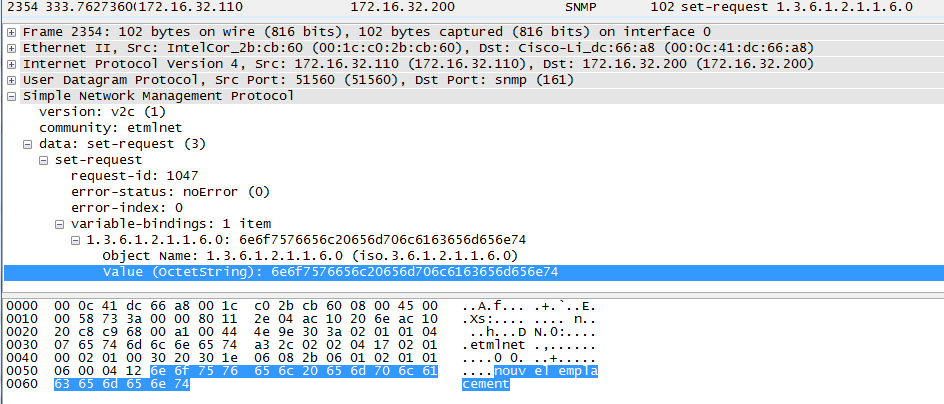 2354 333.76273600 172.16.32.110 172.16.32.200 SNMP 102 set-request 1.3.6.1.2.1.1.6.0
Frame 2354: 102 bytes on wire (816 bits), 102 bytes captured (816 bits) on interface 0
Ethernet II, Src: IntelCor_2b:cb:60 (00:1c:c0:2b:cb:60), Dst: Cisco-Li_dc:66:a8 (00:0c:41:dc:66:a8)
Internet Protocol Version 4, Src: 172.16.32.110 (172.16.32.110), Dst: 172.16.32.200 (172.16.32.200)
User Datagram Protocol, Src Port: 51560 (51560), Dst Port: snmp (161)
Simple Network Management Protocol
version: v2c (1)
community: etmlnet
data: set-request (3)
set-request
request-id: 1047
error-status: noError (0)
error-index: 0
variable-bindings: 1 item
1.3.6.1.2.1.1.6.0: 6e6f7576656c20656d706c6163656d656e74
Object Name: 1.3.6.1.2.1.1.6.0 (iso.3.6.1.2.1.1.6.0)
Value (OctetString): 6e6f7576656c20656d706c6163656d656e74
0000 00 0c 41 dc 66 a8 00 1c c0 2b cb 60 08 00 45 00 ..A.f... .+.`..E.
0010 00 58 73 3a 00 00 80 11 2e 04 ac 10 20 6e ac 10 .Xs:.... .... n..
0020 20 c8 c9 68 00 a1 00 44 4e 9e 30 3a 02 01 01 04 ..h...D N.0:....
0030 07 65 74 6d 6c 6e 65 74 a3 2c 02 02 04 17 02 01 .etmlnet .,......
0040 00 02 01 00 30 20 30 1e 06 08 2b 06 01 02 01 01 ....0 0. ..+.....
0050 06 00 04 12 6e 6f 75 76 65 6c 20 65 6d 70 6c 61 ....nouv el empla
0060 63 65 6d 65 6e 74 cement